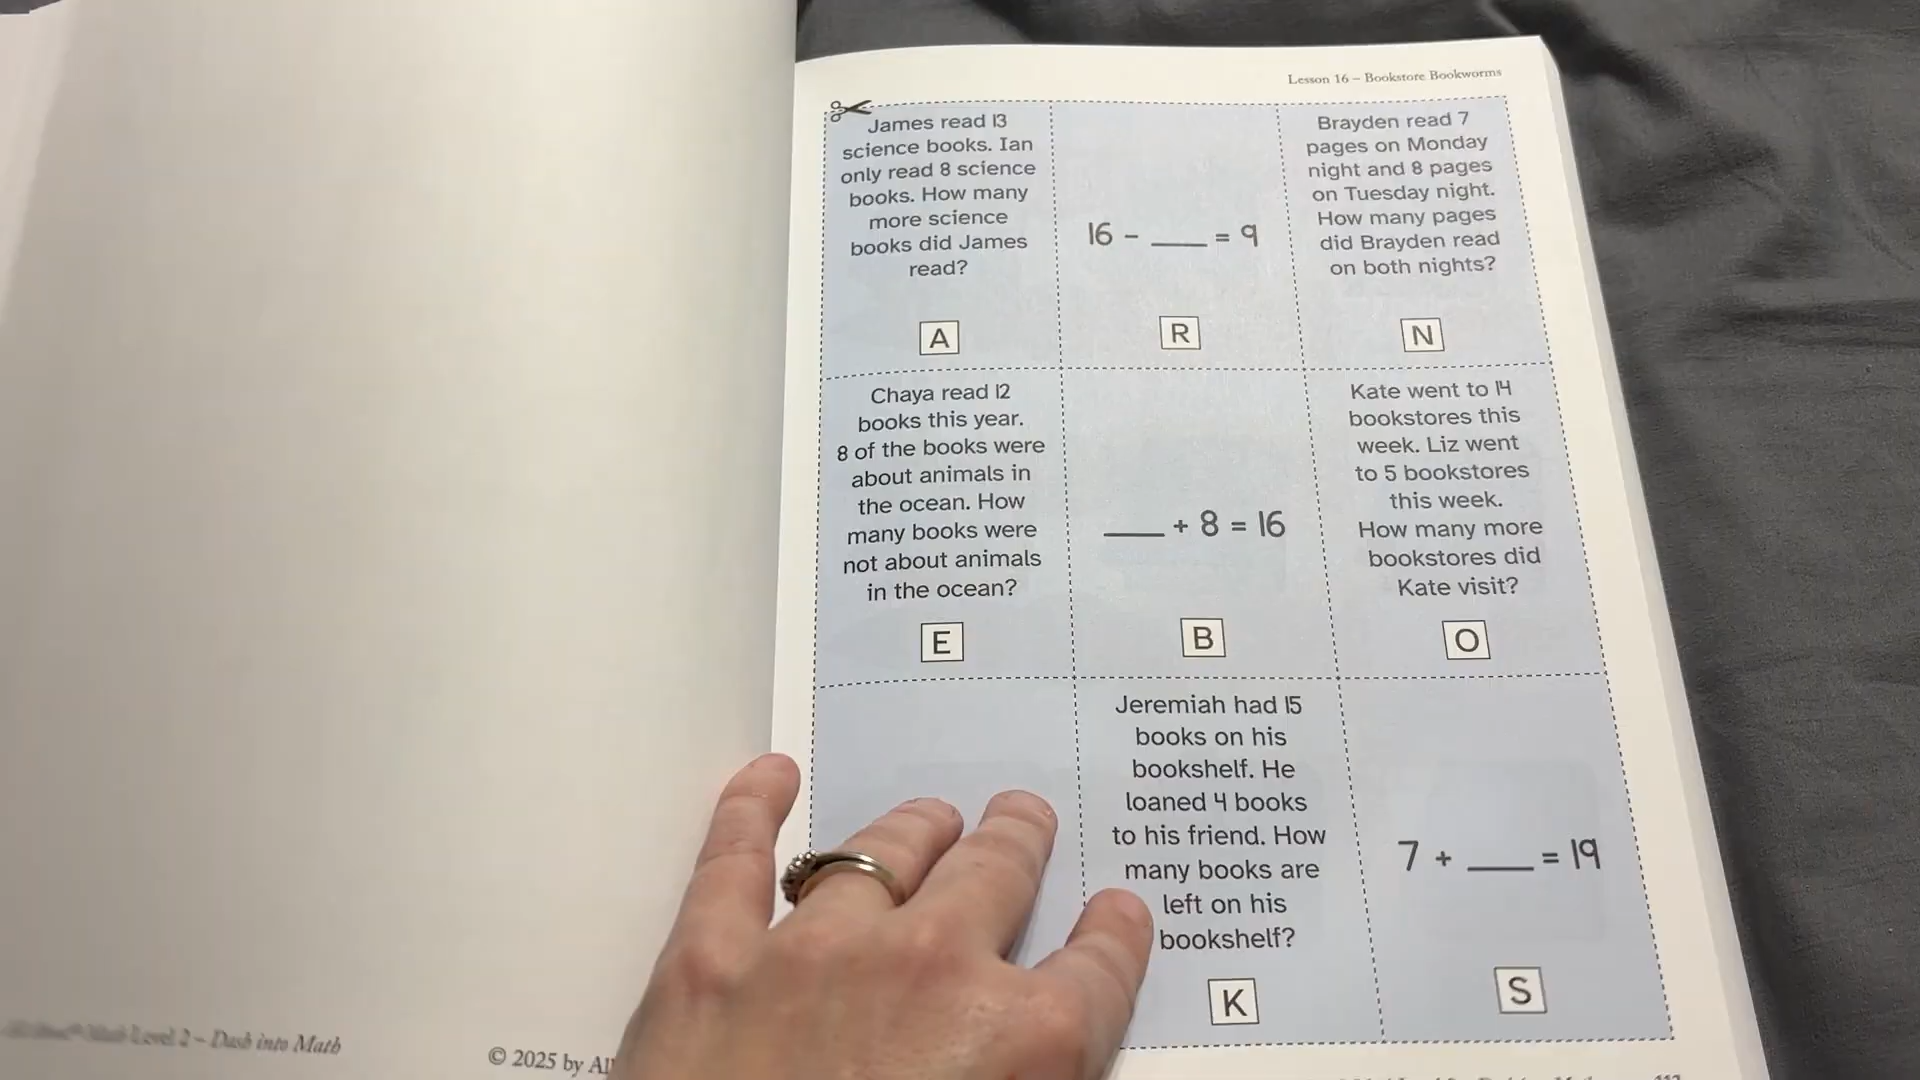 Lesson 16 – Bookstore Bookworms
James read 13
science books. Ian
only read 8 science
books. How many
more science
books did James
read?
A
16 - ___ = 9
R
Brayden read 7
pages on Monday
night and 8 pages
on Tuesday night.
How many pages
did Brayden read
on both nights?
N
Chaya read 12
books this year.
8 of the books were
about animals in
the ocean. How
many books were
not about animals
in the ocean?
E
___ + 8 = 16
B
Kate went to 14
bookstores this
week. Liz went
to 5 bookstores
this week.
How many more
bookstores did
Kate visit?
O
Jeremiah had 15
books on his
bookshelf. He
loaned 4 books
to his friend. How
many books are
left on his
bookshelf?
K
7 + ___ = 19
S
Math Level 2 – Dash into Math
© 2025 by All